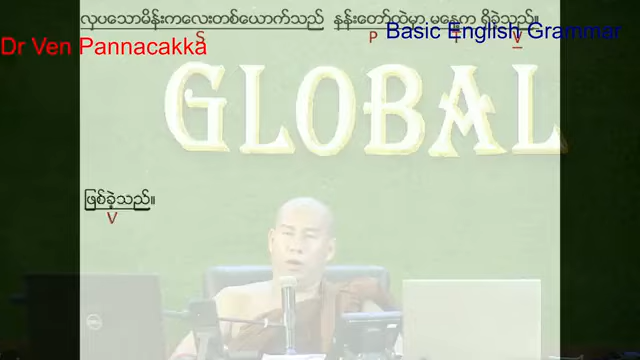 လှပသောမိန်းကလေးတစ်ယောက်သည် နန်းတော်ထဲမှာ မနေ့က ရှိခဲ့သည်။
S P T V
Dr Ven Pannacakka
Basic English Grammar
GLOBAL
ဖြစ်ခဲ့သည်။
V
DELL